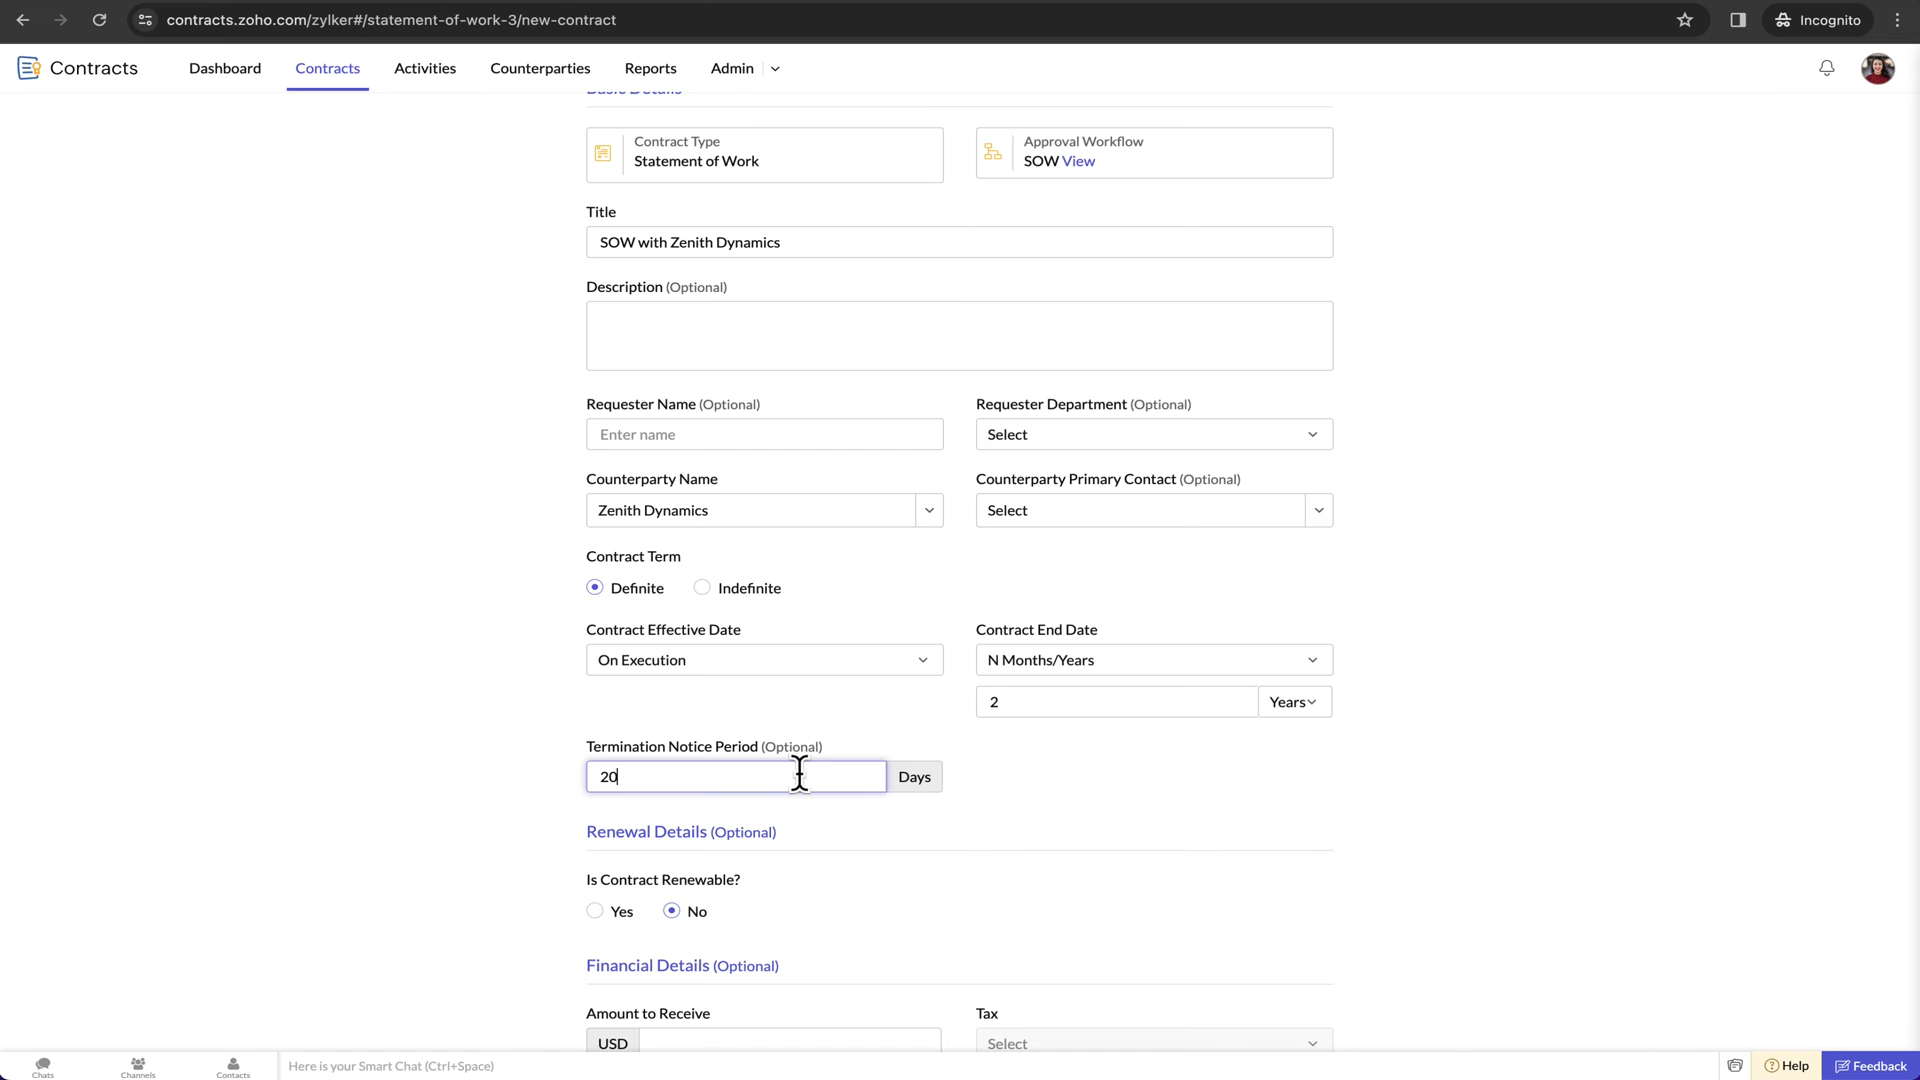 contracts.zoho.com/zylker#/statement-of-work-3/new-contract
Incognito
Contracts
Dashboard
Contracts
Activities
Counterparties
Reports
Admin
Basic Details
Contract Type
Statement of Work
Approval Workflow
SOW View
Title
SOW with Zenith Dynamics
Description (Optional)
Requester Name (Optional)
Requester Department (Optional)
Enter name
Select
Counterparty Name
Counterparty Primary Contact (Optional)
Zenith Dynamics
Select
Contract Term
Definite
Indefinite
Contract Effective Date
Contract End Date
On Execution
N Months/Years
2
Years
Termination Notice Period (Optional)
20
Days
Renewal Details (Optional)
Is Contract Renewable?
Yes
No
Financial Details (Optional)
Amount to Receive
Tax
USD
Select
Chats
Channels
Contacts
Here is your Smart Chat (Ctrl+Space)
Help
Feedback